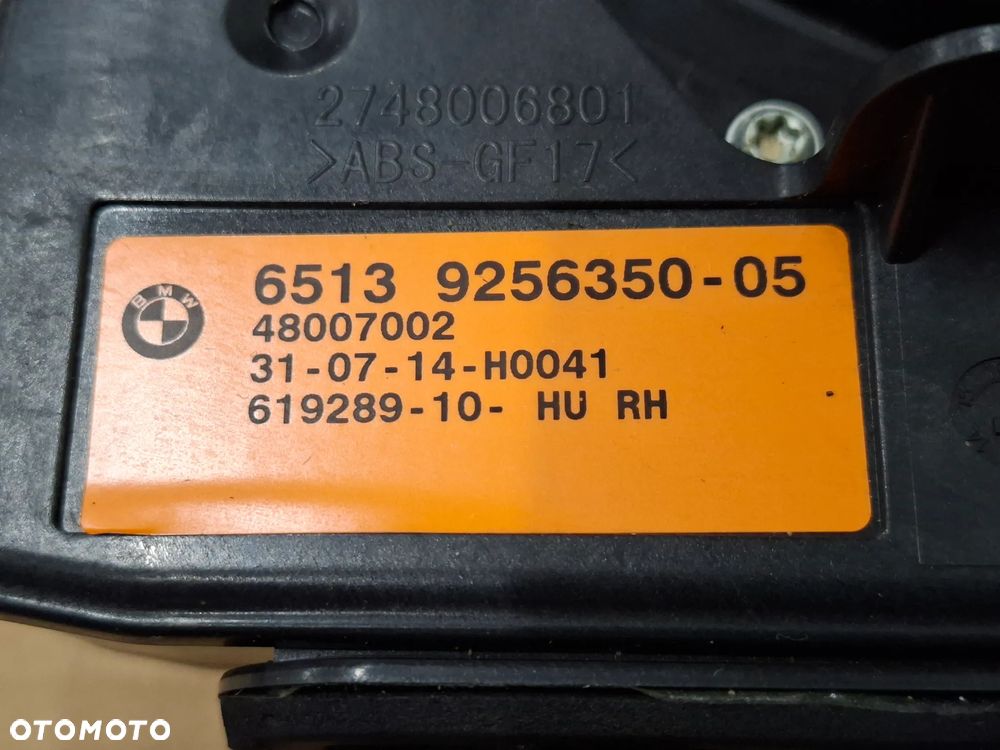 2748006801
>ABS-GF17<
BMW
6513 9256350-05
48007002
31-07-14-H0041
619289-10- HU RH
OTOMOTO